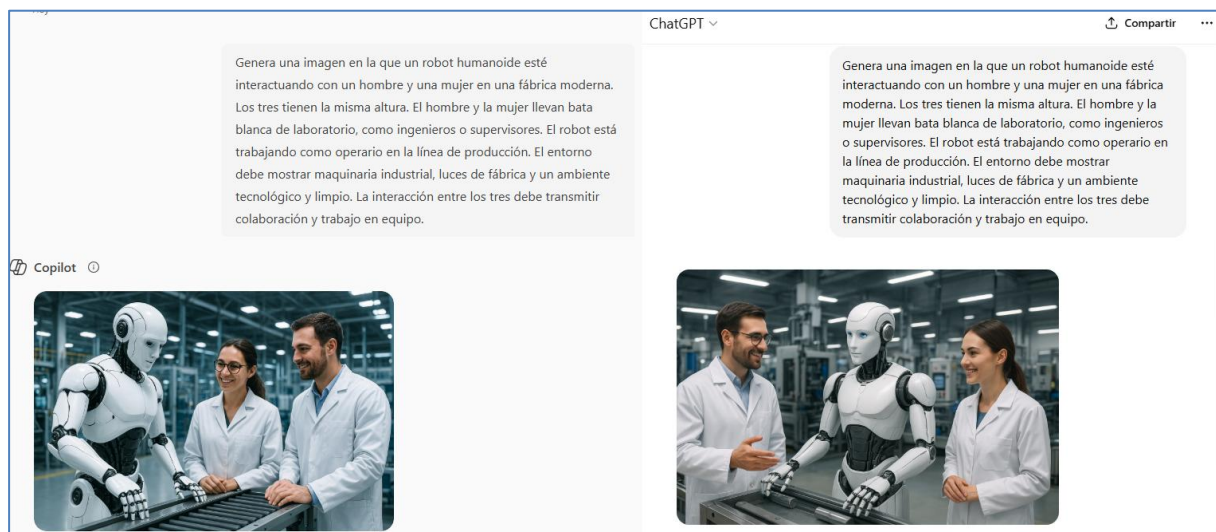 Genera una imagen en la que un robot humanoide esté
interactuando con un hombre y una mujer en una fábrica moderna.
Los tres tienen la misma altura. El hombre y la mujer llevan bata
blanca de laboratorio, como ingenieros o supervisores. El robot está
trabajando como operario en la línea de producción. El entorno
debe mostrar maquinaria industrial, luces de fábrica y un ambiente
tecnológico y limpio. La interacción entre los tres debe transmitir
colaboración y trabajo en equipo.
Copilot
ChatGPT
Compartir
Genera una imagen en la que un robot humanoide esté
interactuando con un hombre y una mujer en una fábrica
moderna. Los tres tienen la misma altura. El hombre y la
mujer llevan bata blanca de laboratorio, como ingenieros
o supervisores. El robot está trabajando como operario en
la línea de producción. El entorno debe mostrar
maquinaria industrial, luces de fábrica y un ambiente
tecnológico y limpio. La interacción entre los tres debe
transmitir colaboración y trabajo en equipo.